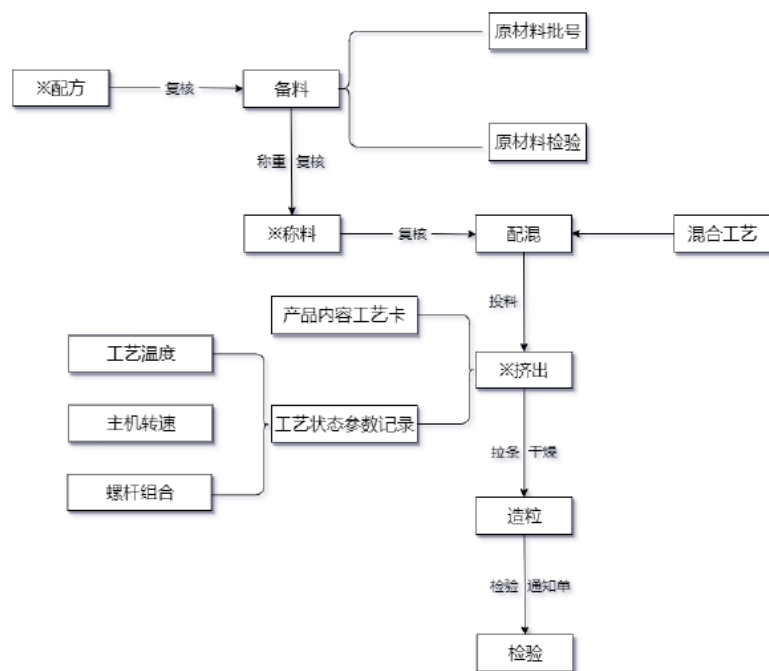 原材料批号
※配方
复核
备料
原材料检验
称重 复核
※称料
复核
配混
混合工艺
投料
产品内容工艺卡
工艺温度
※挤出
主机转速
工艺状态参数记录
拉条 干燥
螺杆组合
造粒
检验 通知单
检验